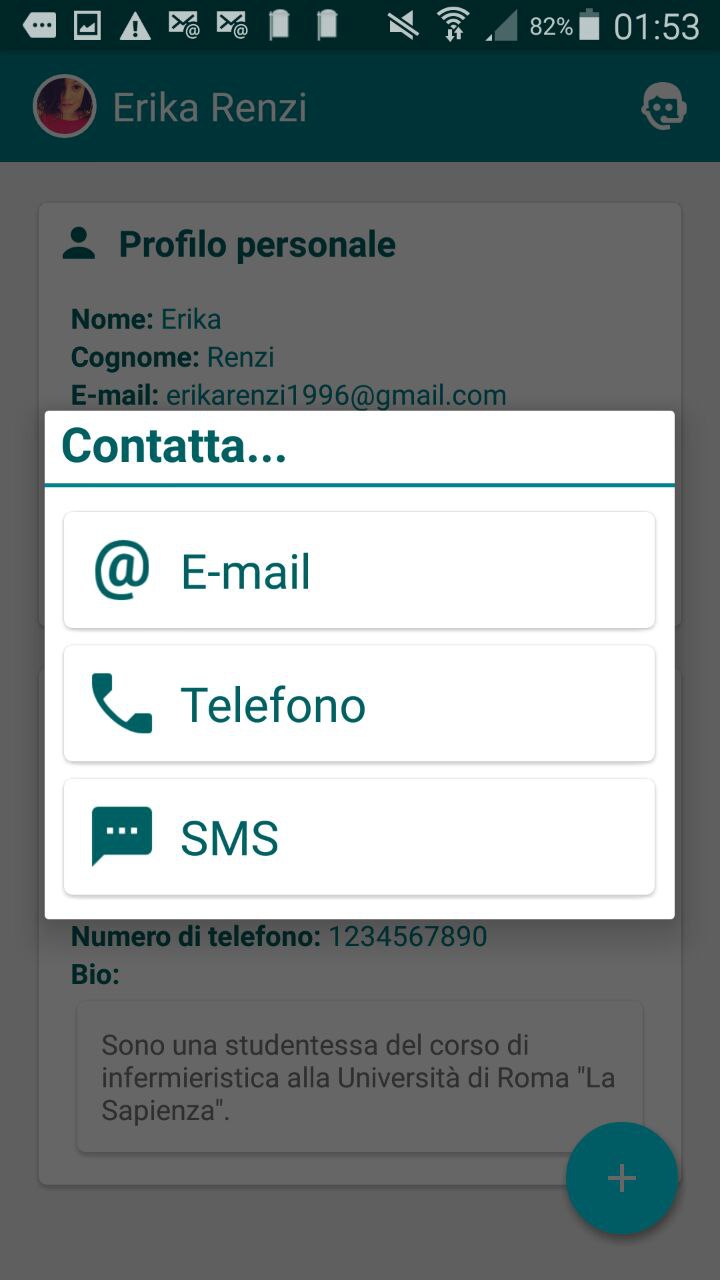 82% 01:53
Erika Renzi
Profilo personale
Nome: Erika
Cognome: Renzi
E-mail: erikarenzi1996@gmail.com
Contatta...
@ E-mail
Telefono
SMS
Numero di telefono: 1234567890
Bio:
Sono una studentessa del corso di
infermieristica alla Università di Roma "La
Sapienza".
+